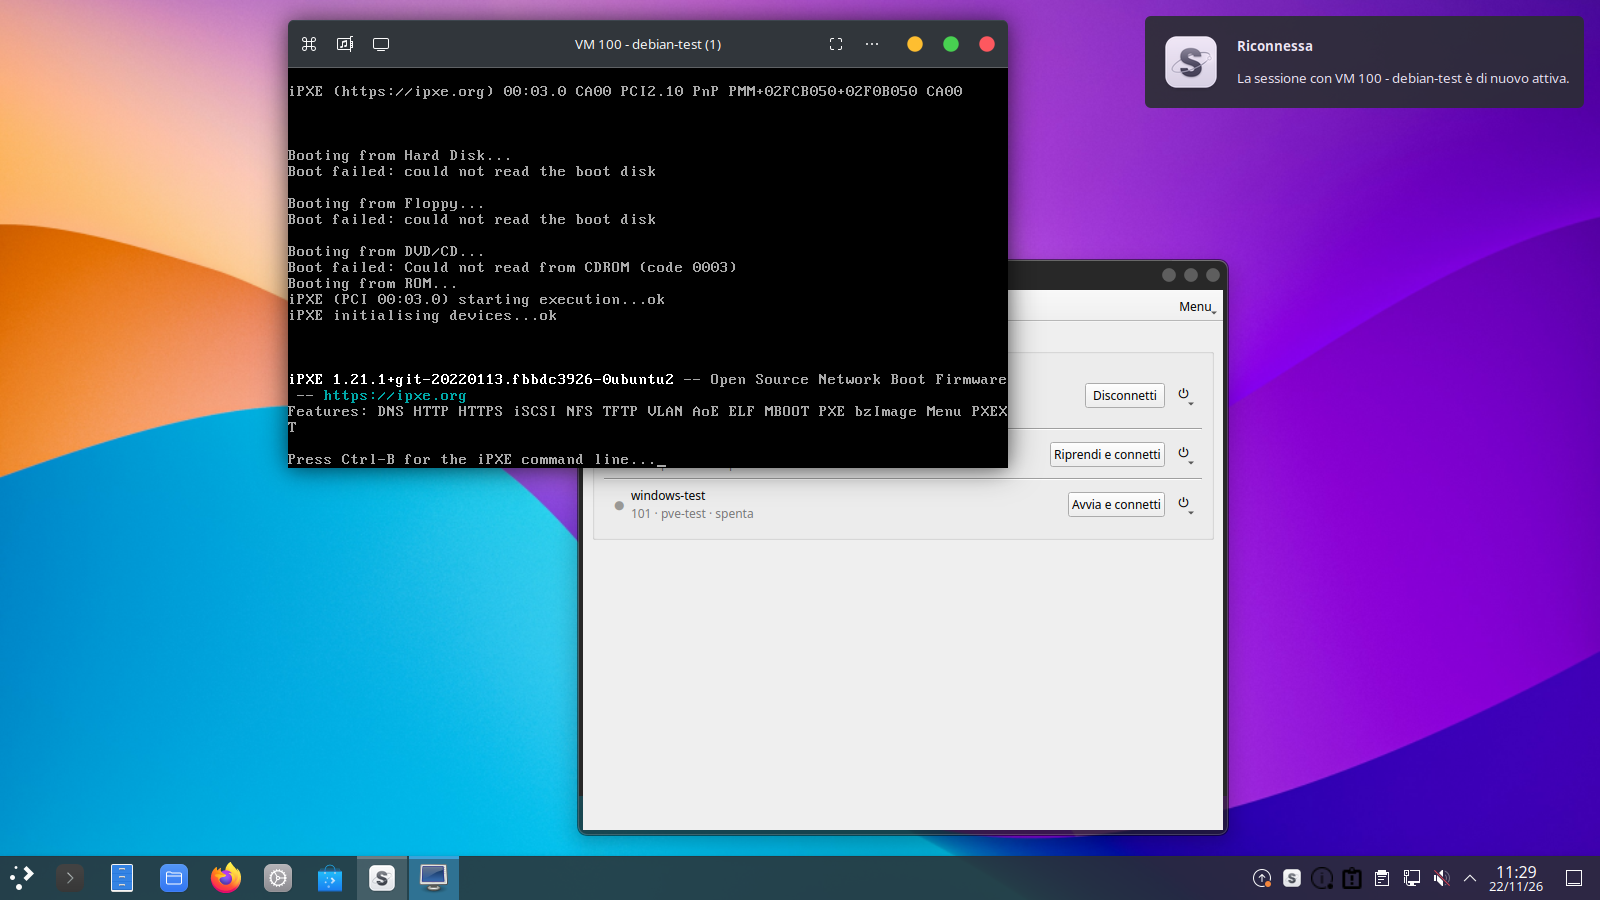 VM 100 - debian-test (1)
iPXE (https://ipxe.org) 00:03.0 CA00 PCI2.10 PnP PMM+02FCB050+02F0B050 CA00
Booting from Hard Disk...
Boot failed: could not read the boot disk
Booting from Floppy...
Boot failed: could not read the boot disk
Booting from DVD/CD...
Boot failed: Could not read from CDROM (code 0003)
Booting from ROM...
iPXE (PCI 00:03.0) starting execution...ok
iPXE initialising devices...ok
iPXE 1.21.1+git-20220113.fbbdc3926-0ubuntu2 -- Open Source Network Boot Firmware
-- https://ipxe.org
Features: DNS HTTP HTTPS iSCSI NFS TFTP VLAN AoE ELF MBOOT PXE bzImage Menu PXEX
T
Press Ctrl-B for the iPXE command line..._
Riconnessa
La sessione con VM 100 - debian-test è di nuovo attiva.
Menu
Disconnetti
Riprendi e connetti
windows-test
101 · pve-test · spenta
Avvia e connetti
11:29
22/11/26